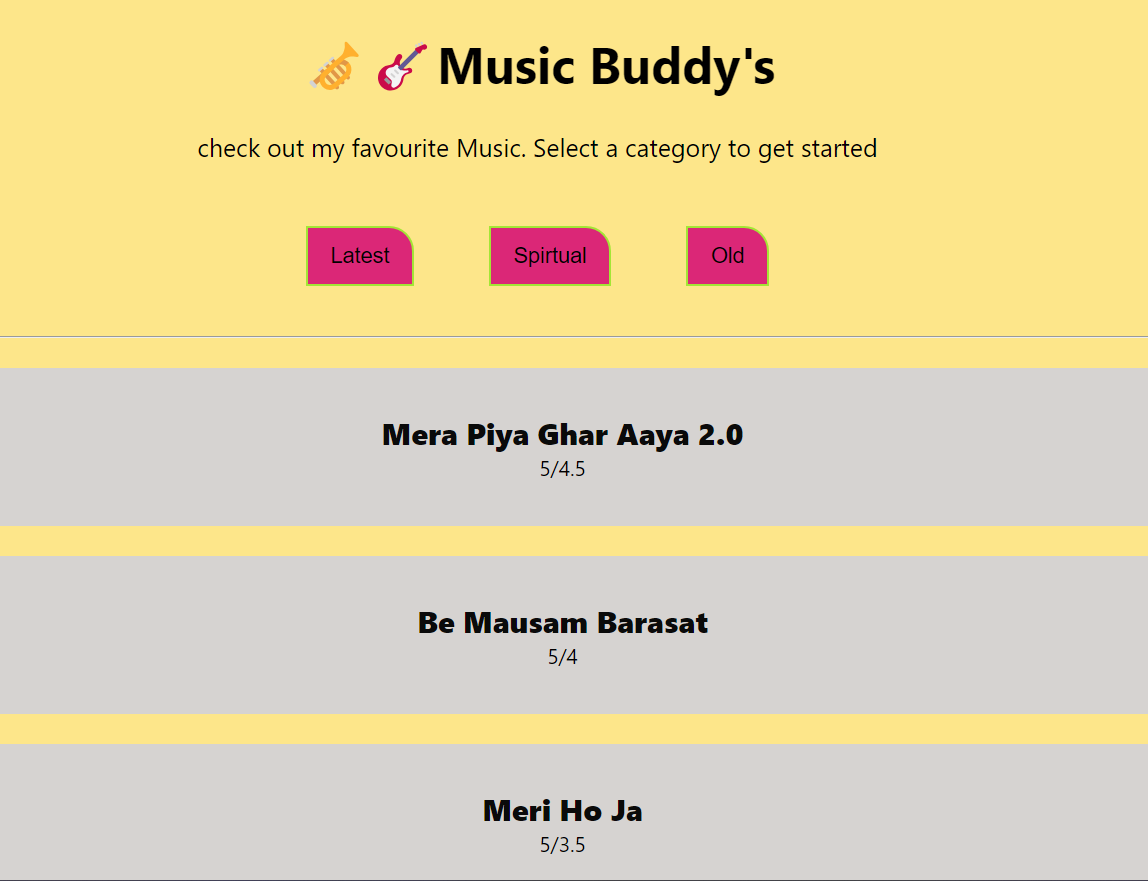 🎺 🎸 Music Buddy's
check out my favourite Music. Select a category to get started
Latest Spirtual Old
Mera Piya Ghar Aaya 2.0
5/4.5
Be Mausam Barasat
5/4
Meri Ho Ja
5/3.5